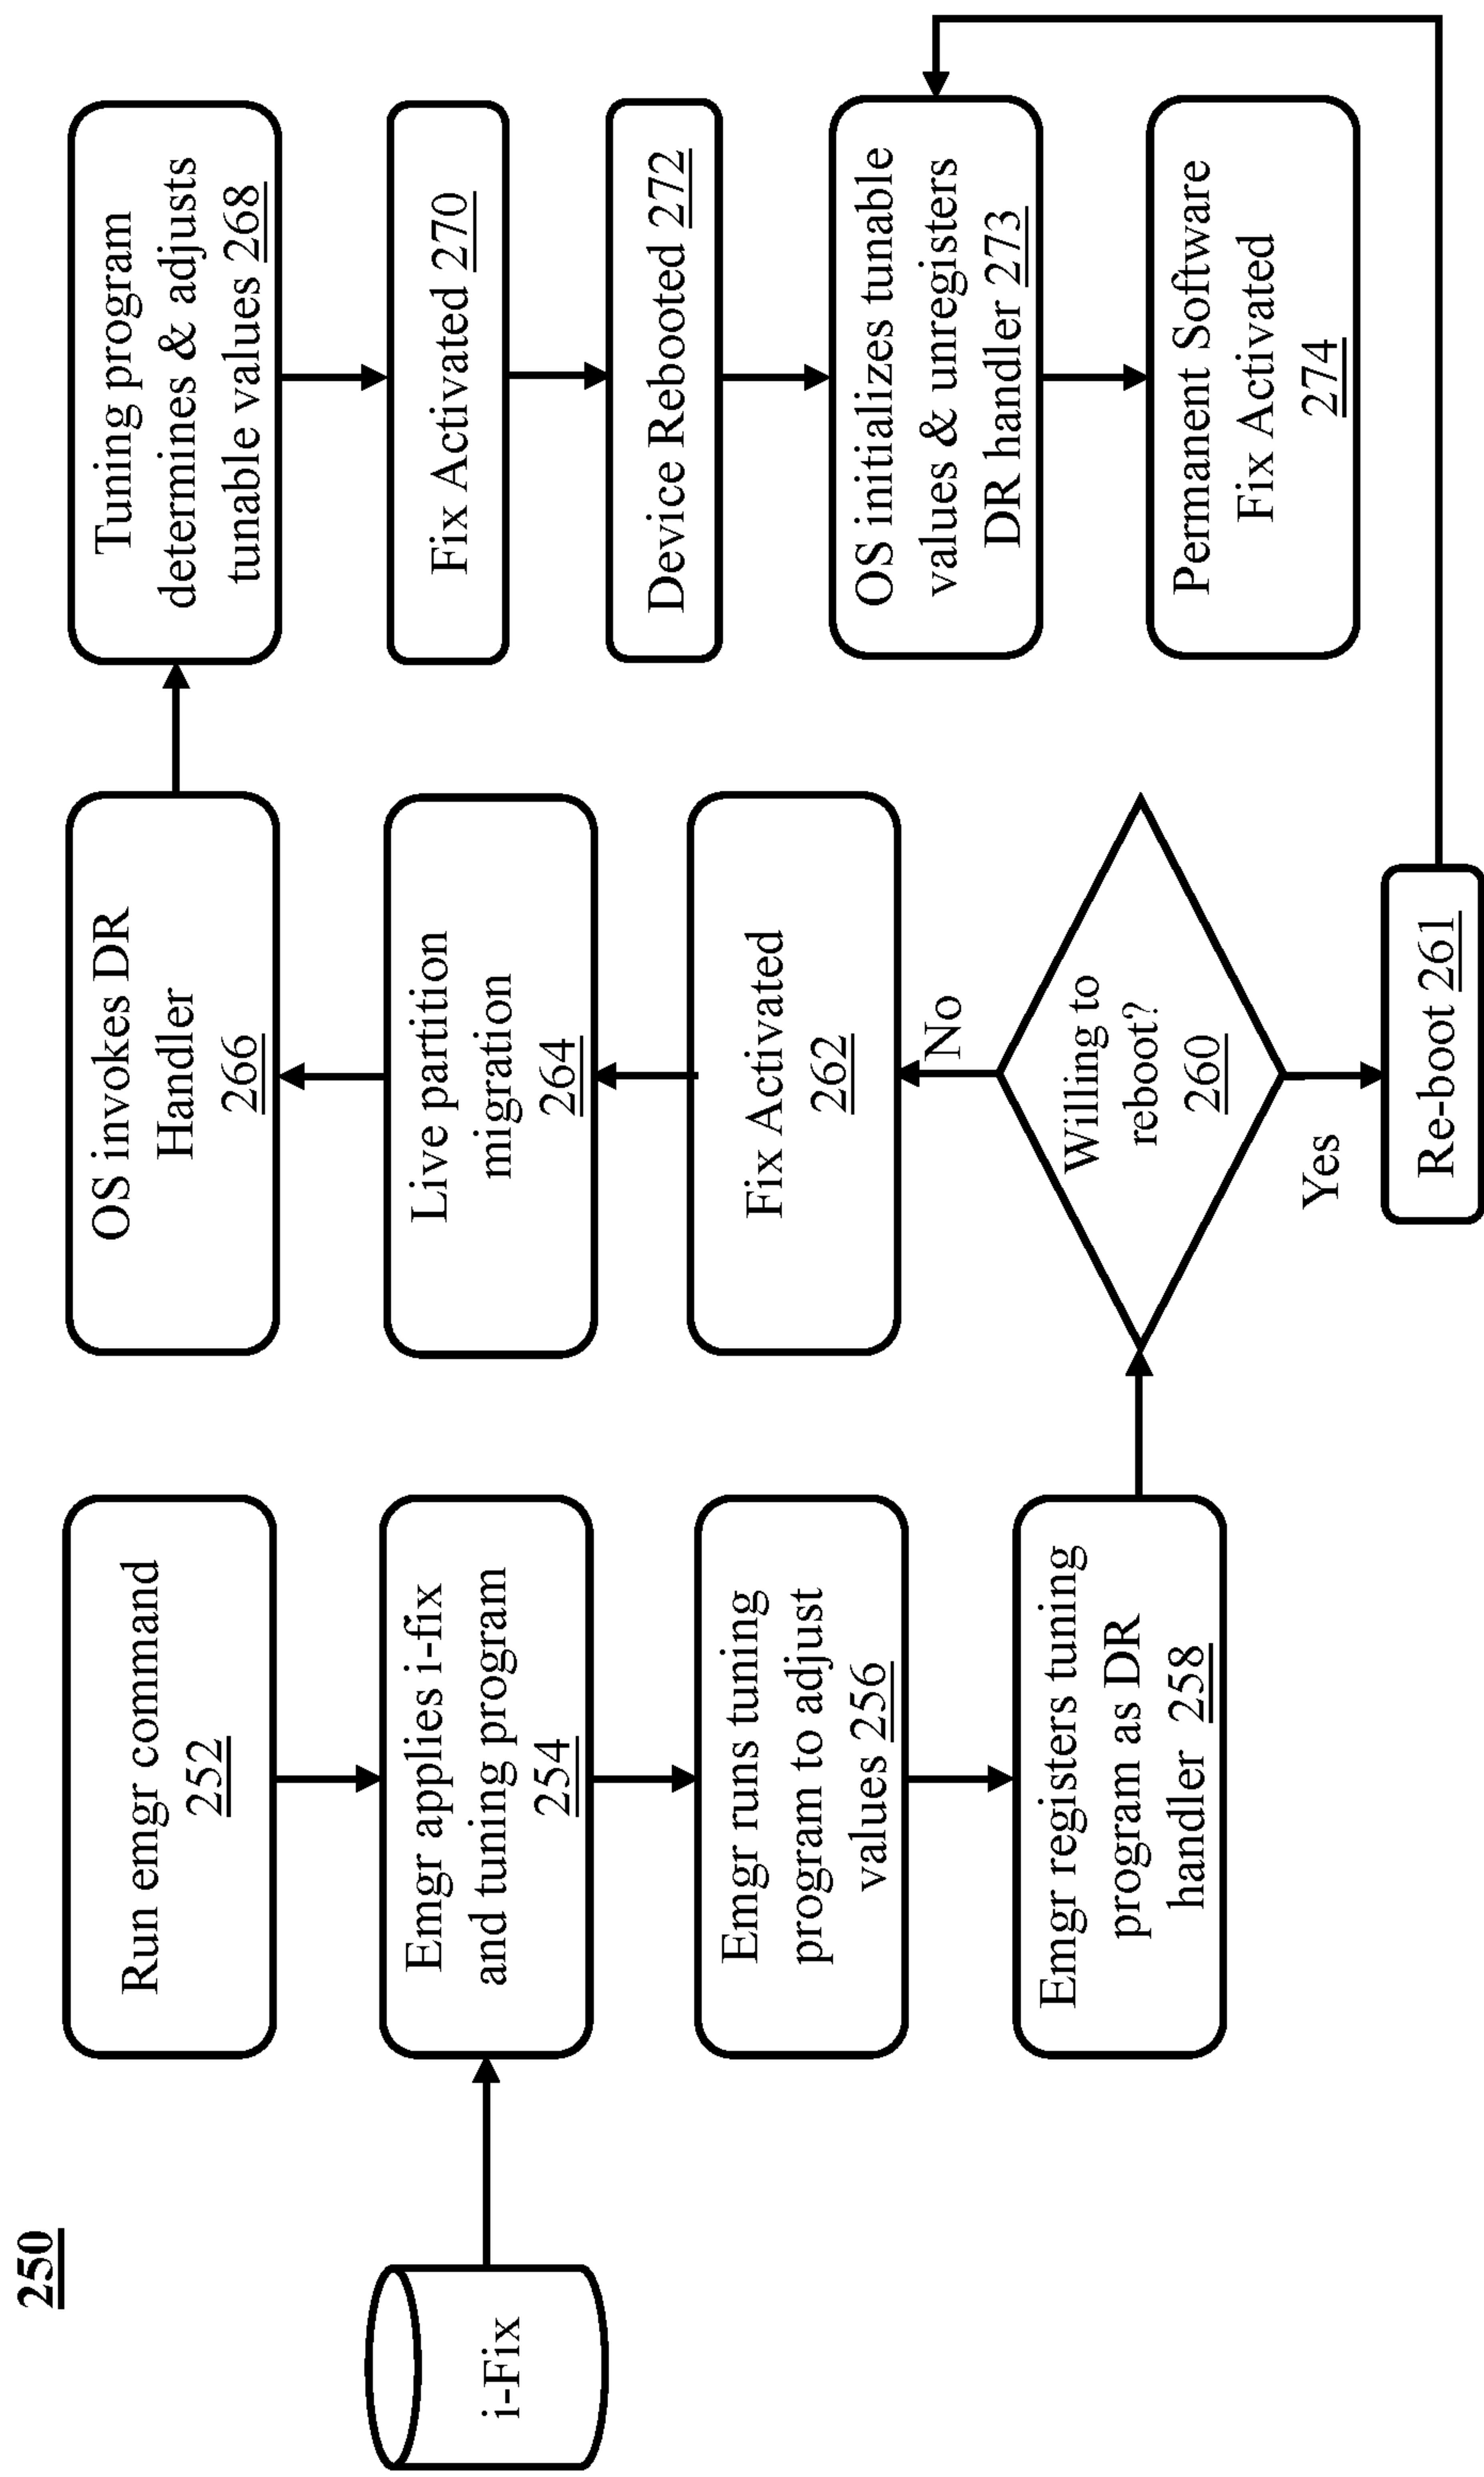 250
i-Fix
Run emgr command
252
Emgr applies i-fix
and tuning program
254
Emgr runs tuning
program to adjust
values 256
Emgr registers tuning
program as DR
handler 258
Willing to
reboot?
260
Yes
Re-boot 261
No
Fix Activated
262
Live partition
migration
264
OS invokes DR
Handler
266
Tuning program
determines & adjusts
tunable values 268
Fix Activated 270
Device Rebooted 272
OS initializes tunable
values & unregisters
DR handler 273
Permanent Software
Fix Activated
274